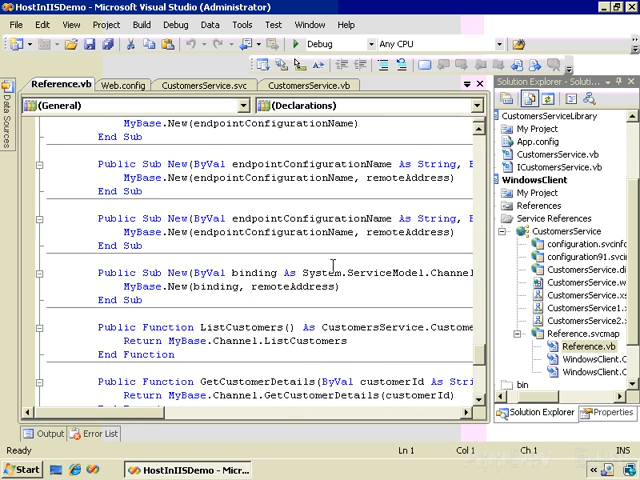 HostInIISDemo - Microsoft Visual Studio (Administrator)
File Edit View Project Build Debug Data Tools Window Help
Debug Any CPU
Reference.vb Web.config CustomersService.svc CustomersService.vb
(General) (Declarations)
Data Sources
MyBase.New(endpointConfigurationName)
End Sub
Public Sub New(ByVal endpointConfigurationName As String, B
MyBase.New(endpointConfigurationName, remoteAddress)
End Sub
Public Sub New(ByVal endpointConfigurationName As String, B
MyBase.New(endpointConfigurationName, remoteAddress)
End Sub
Public Sub New(ByVal binding As System.ServiceModel.Channel
MyBase.New(binding, remoteAddress)
End Sub
Public Function ListCustomers() As CustomersService.Custome
Return MyBase.Channel.ListCustomers
End Function
Public Function GetCustomerDetails(ByVal customerId As Stri
Return MyBase.Channel.GetCustomerDetails(customerId)
Solution Explorer - Solutio...
CustomersServiceLibrary
My Project
App.config
CustomersService.vb
ICustomersService.vb
WindowsClient
My Project
References
Service References
CustomersService
configuration.svcinfo
configuration91.svci
CustomersService.di
CustomersService.xs
CustomersService1.
CustomersService2.
Reference.svcmap
Reference.vb
WindowsClient.C
WindowsClient.C
bin
Solution Explorer Properties
Output Error List
Ready Ln 1 Col 1 Ch 1 INS
Start HostInIISDemo - Micr...